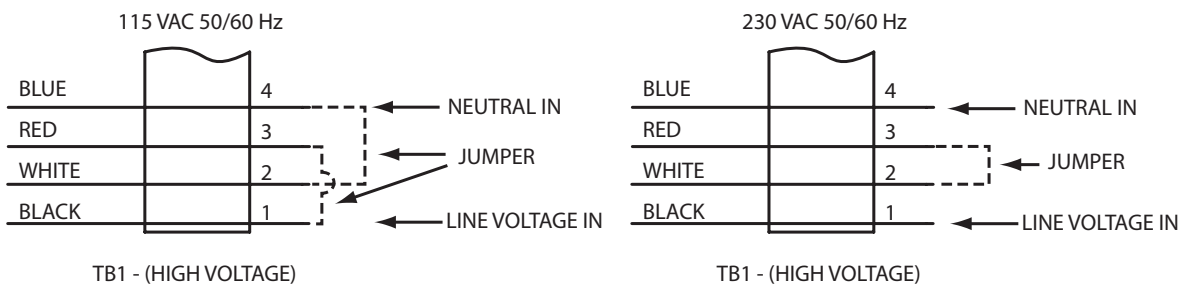 115 VAC 50/60 Hz
BLUE 4 NEUTRAL IN
RED 3
JUMPER
WHITE 2
BLACK 1 LINE VOLTAGE IN
TB1 - (HIGH VOLTAGE)
230 VAC 50/60 Hz
BLUE 4 NEUTRAL IN
RED 3
JUMPER
WHITE 2
BLACK 1 LINE VOLTAGE IN
TB1 - (HIGH VOLTAGE)